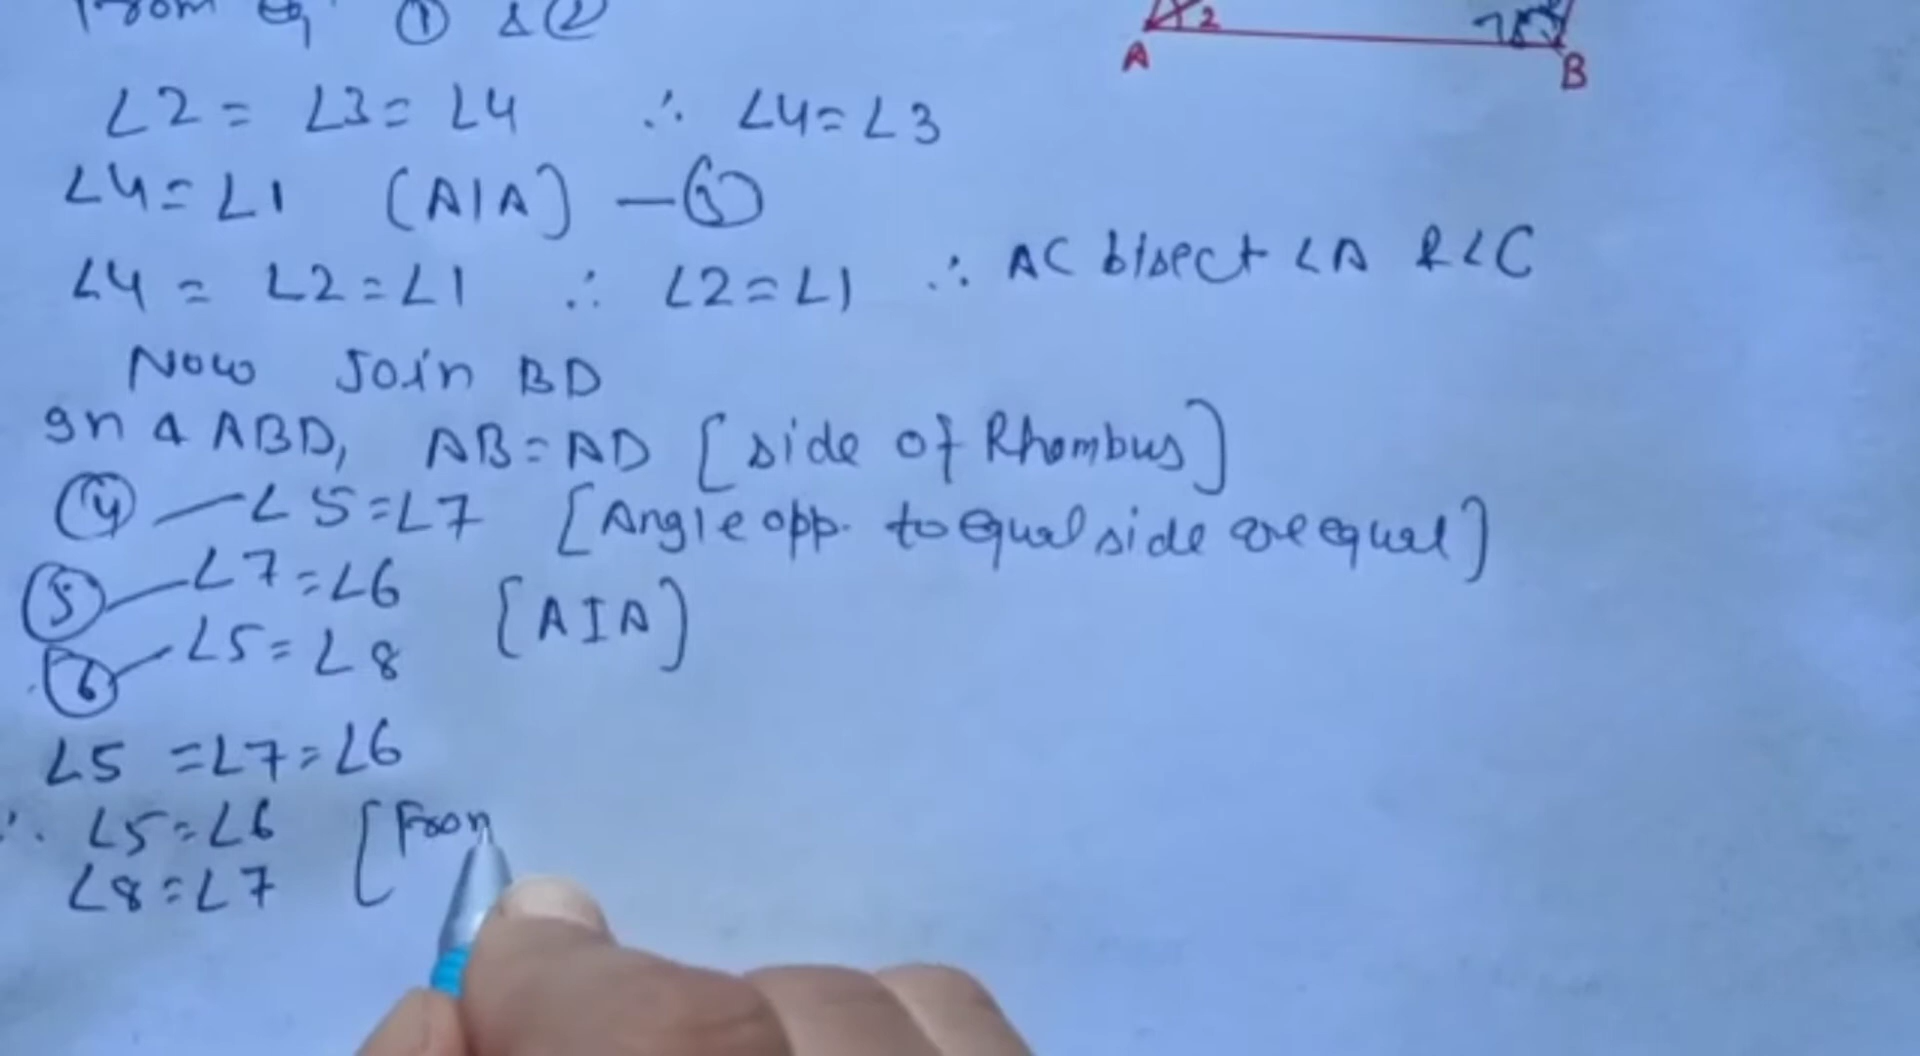 From eq ① & ②
∠2 = ∠3 = ∠4 ∴ ∠4 = ∠3
∠4 = ∠1 (AIA) — ③
∠4 = ∠2 = ∠1 ∴ ∠2 = ∠1 ∴ AC bisect ∠A & ∠C
Now Join BD
In Δ ABD, AB = AD [side of Rhombus]
④ — ∠5 = ∠7 [Angle opp. to equal side are equal]
⑤ — ∠7 = ∠6
⑥ — ∠5 = ∠8 [AIA]
∠5 = ∠7 = ∠6
∴ ∠5 = ∠6 [From
∠8 = ∠7
2
7
A
B